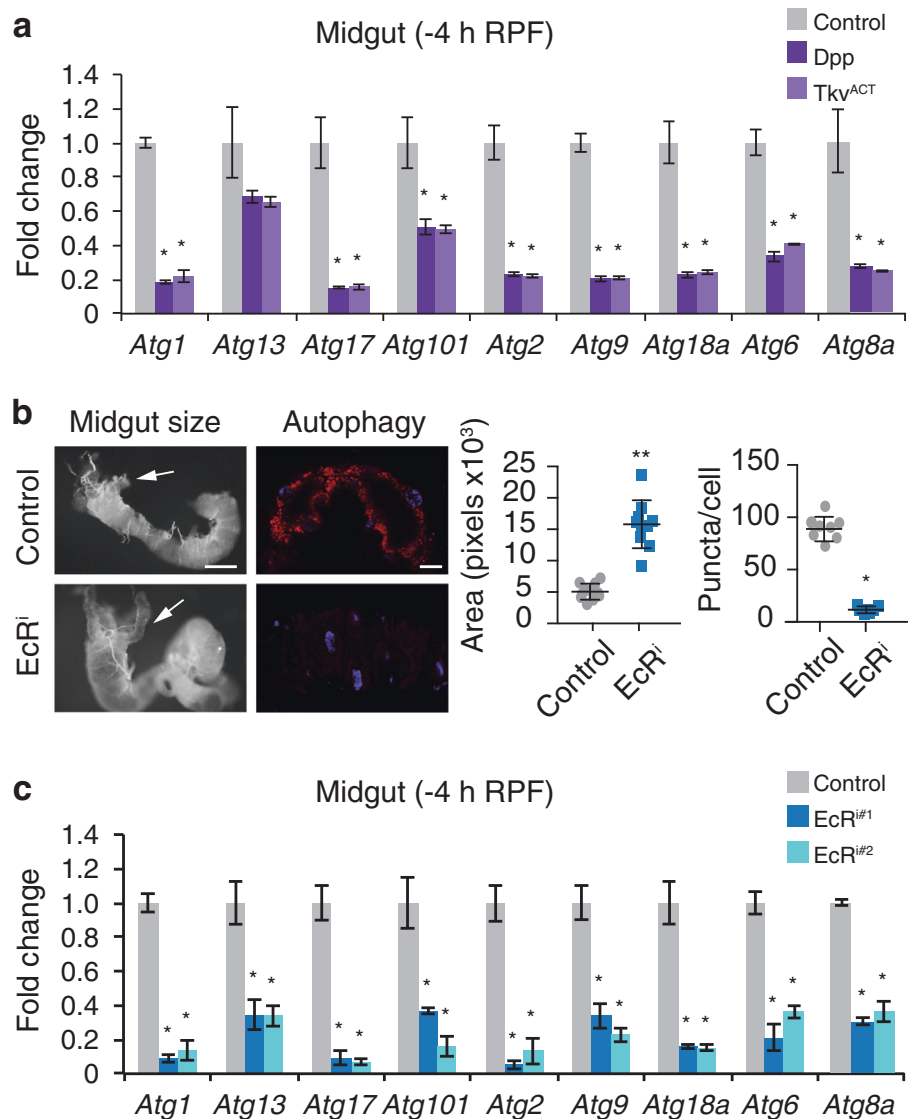 a
Midgut (-4 h RPF)
Control
Dpp
Tkv^ACT
Fold change
1.4
1.2
1.0
0.8
0.6
0.4
0.2
0
* * * * * * * * * * * * * * * *
Atg1 Atg13 Atg17 Atg101 Atg2 Atg9 Atg18a Atg6 Atg8a
b
Midgut size Autophagy
Control
EcR^i
Area (pixels x10^3)
25
20
15
10
5
0
**
Control EcR^i
Puncta/cell
150
100
50
0
*
Control EcR^i
c
Midgut (-4 h RPF)
Control
EcR^i#1
EcR^i#2
Fold change
1.4
1.2
1.0
0.8
0.6
0.4
0.2
0
* * * * * * * * * * * * * * * * * *
Atg1 Atg13 Atg17 Atg101 Atg2 Atg9 Atg18a Atg6 Atg8a